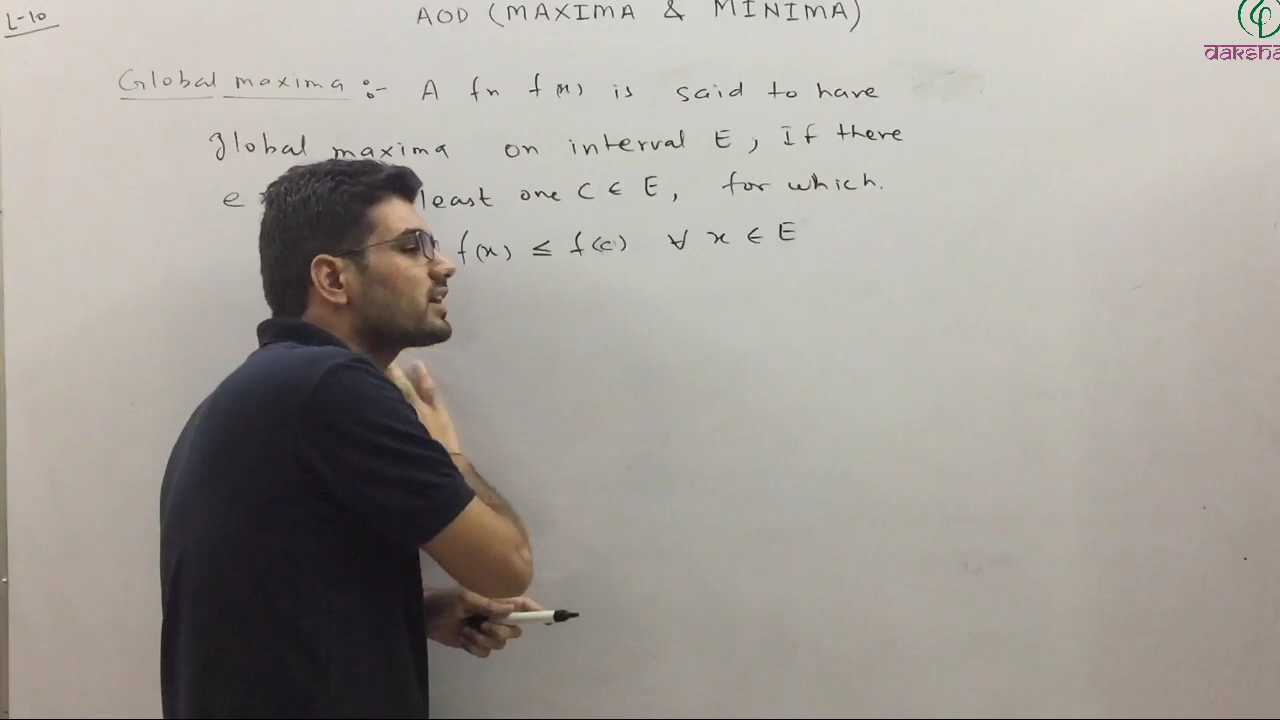 L-10
AOD (MAXIMA & MINIMA)
daksha
Global maxima :- A fn f(x) is said to have
Global maxima on interval E, If there
least one C ∈ E, for which.
f(x) ≤ f(c) ∀ x ∈ E